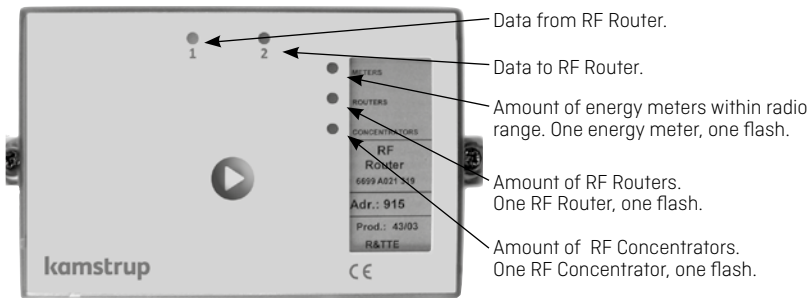 Data from RF Router.
1
2
Data to RF Router.
METERS
ROUTERS
CONCENTRATORS
Amount of energy meters within radio
range. One energy meter, one flash.
RF
Router
6699 A021 319
Adr.: 915
Prod.: 43/03
R&TTE
Amount of RF Routers.
One RF Router, one flash.
Amount of RF Concentrators.
One RF Concentrator, one flash.
kamstrup
CE